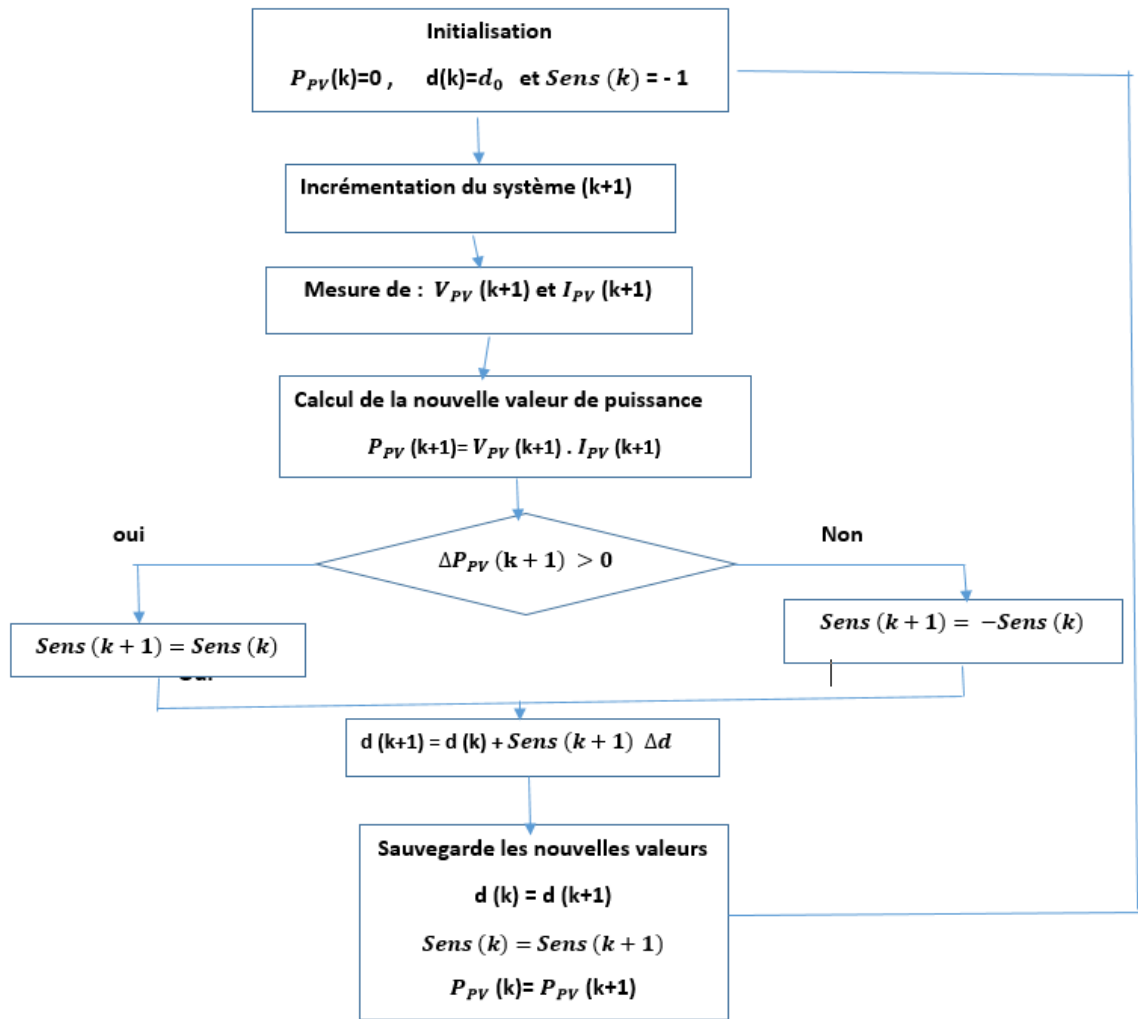 Initialisation
P_PV(k)=0 , d(k)=d_0 et Sens (k) = - 1
Incrémentation du système (k+1)
Mesure de : V_PV (k+1) et I_PV (k+1)
Calcul de la nouvelle valeur de puissance
P_PV (k+1)= V_PV (k+1) . I_PV (k+1)
oui
Non
ΔP_PV (k + 1) > 0
Sens (k + 1) = Sens (k)
Sens (k + 1) = −Sens (k)
d (k+1) = d (k) + Sens (k + 1) Δd
Sauvegarde les nouvelles valeurs
d (k) = d (k+1)
Sens (k) = Sens (k + 1)
P_PV (k)= P_PV (k+1)